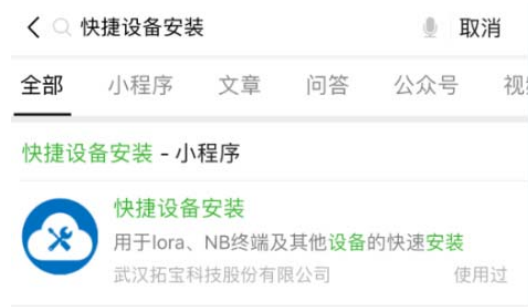 快捷设备安装 取消
全部 小程序 文章 问答 公众号 视
快捷设备安装 - 小程序
快捷设备安装
用于lora、NB终端及其他设备的快速安装
武汉拓宝科技股份有限公司 使用过